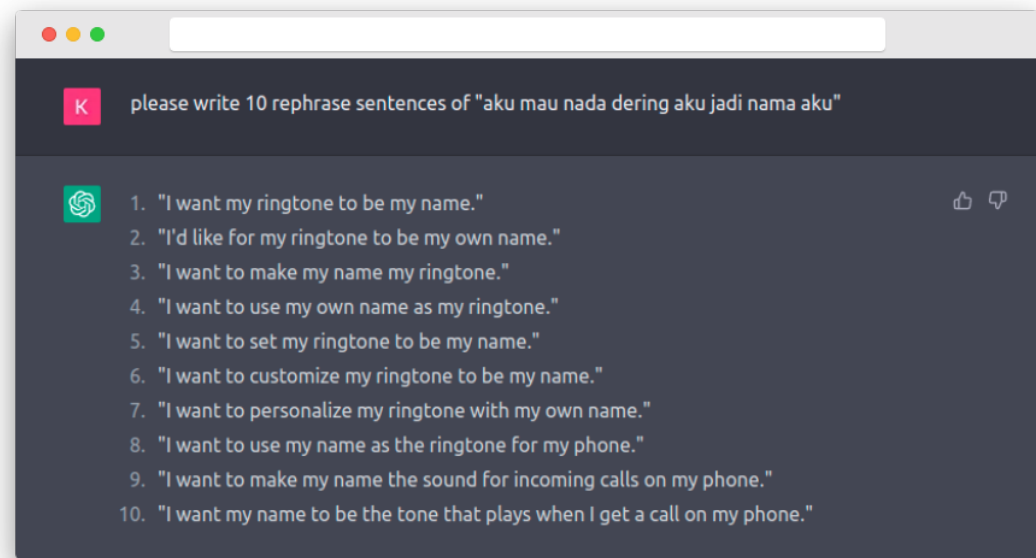 K
please write 10 rephrase sentences of "aku mau nada dering aku jadi nama aku"
1. "I want my ringtone to be my name."
2. "I'd like for my ringtone to be my own name."
3. "I want to make my name my ringtone."
4. "I want to use my own name as my ringtone."
5. "I want to set my ringtone to be my name."
6. "I want to customize my ringtone to be my name."
7. "I want to personalize my ringtone with my own name."
8. "I want to use my name as the ringtone for my phone."
9. "I want to make my name the sound for incoming calls on my phone."
10. "I want my name to be the tone that plays when I get a call on my phone."